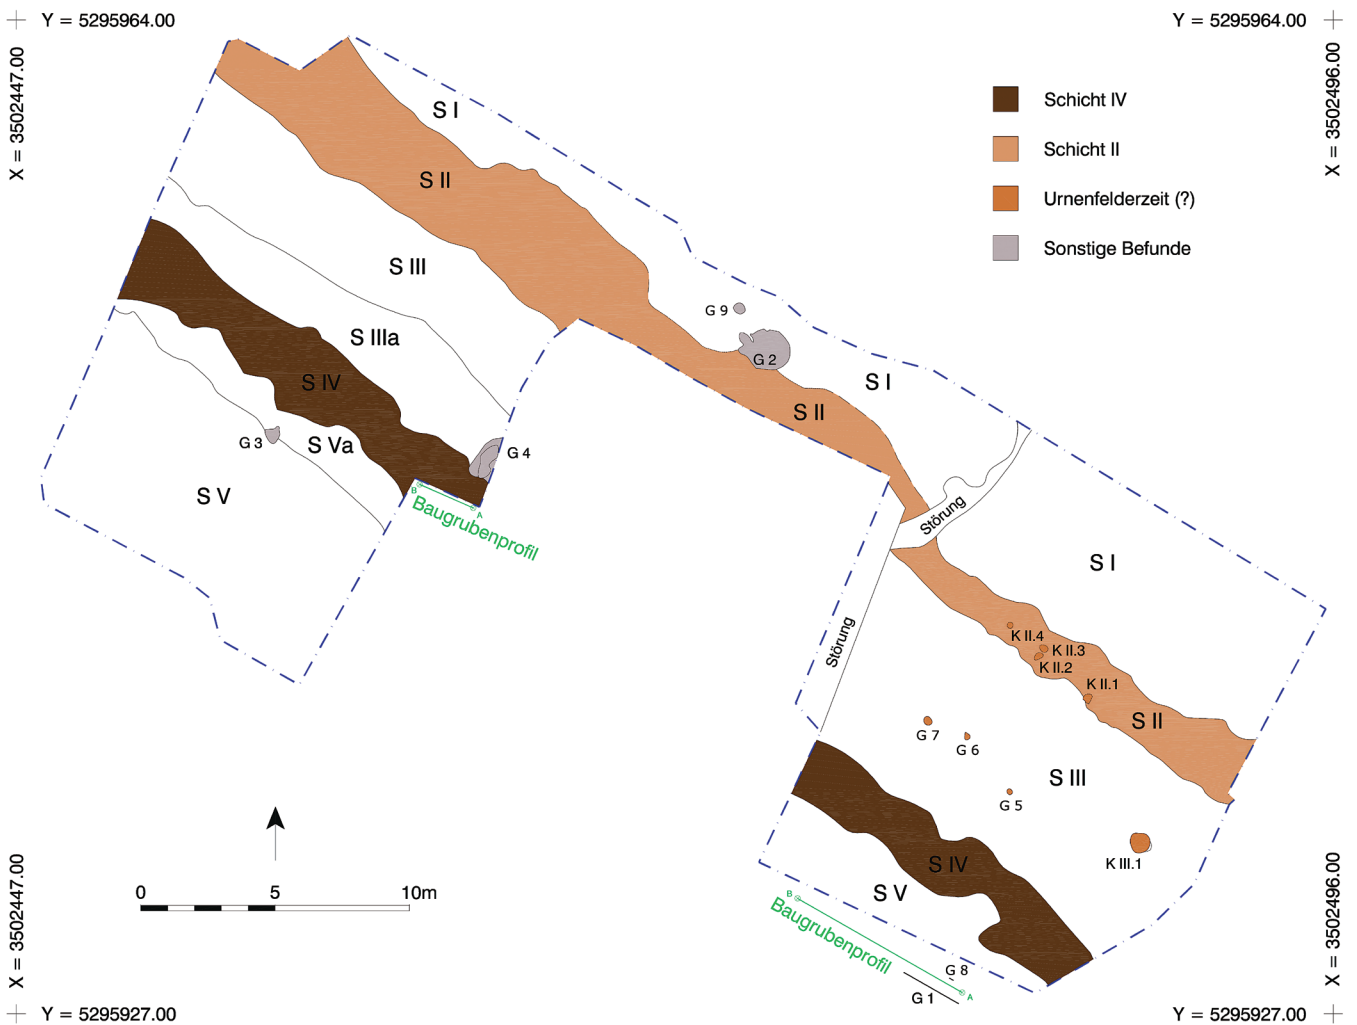 Y = 5295964.00
Y = 5295964.00
X = 3502447.00
X = 3502496.00
Schicht IV
Schicht II
Urnenfelderzeit (?)
Sonstige Befunde
S I
S II
S III
S IIIa
S IV
S Va
S V
G 3
G 4
B
A
Baugrubenprofil
G 9
G 2
S I
S II
Störung
Störung
S I
K II.4
K II.3
K II.2
K II.1
S II
G 7
G 6
G 5
S III
K III.1
S IV
S V
B
A
Baugrubenprofil
G 8
G 1
0 5 10m
X = 3502447.00
X = 3502496.00
Y = 5295927.00
Y = 5295927.00